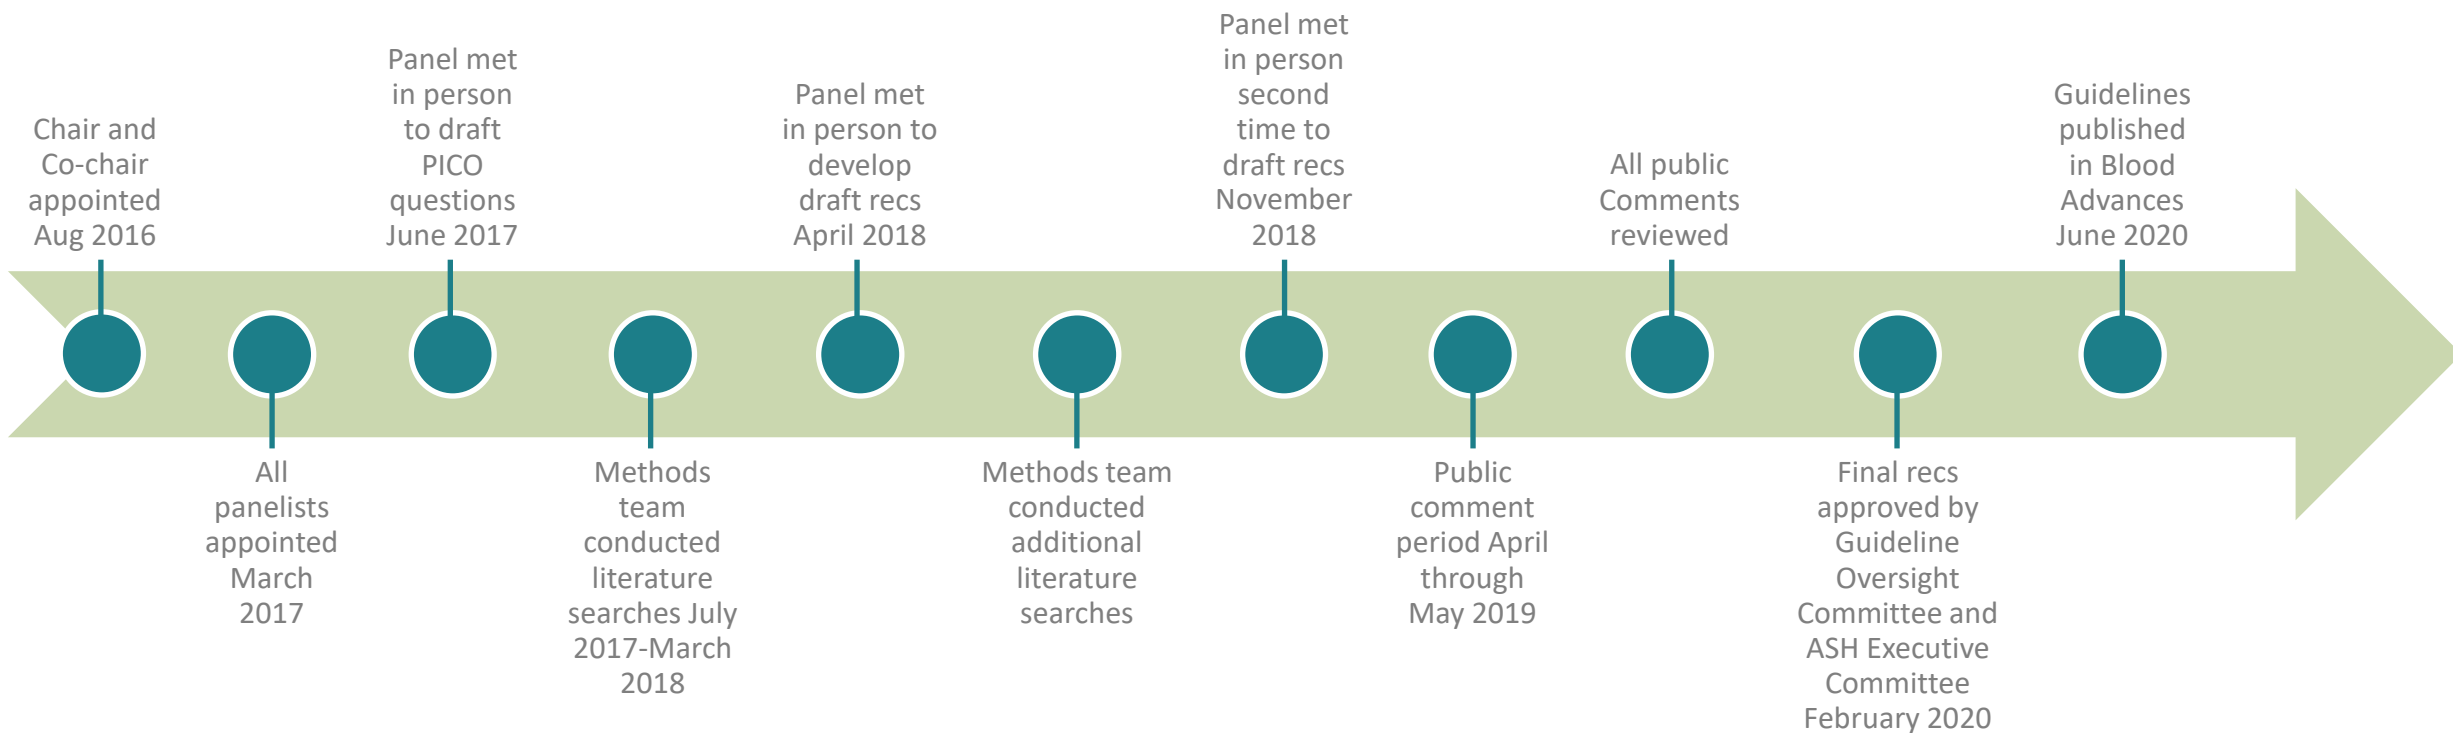 Chair and
Co-chair
appointed
Aug 2016
All
panelists
appointed
March
2017
Panel met
in person
to draft
PICO
questions
June 2017
Methods
team
conducted
literature
searches July
2017-March
2018
Panel met
in person to
develop
draft recs
April 2018
Methods team
conducted
additional
literature
searches
Panel met
in person
second
time to
draft recs
November
2018
Public
comment
period April
through
May 2019
All public
Comments
reviewed
Final recs
approved by
Guideline
Oversight
Committee and
ASH Executive
Committee
February 2020
Guidelines
published
in Blood
Advances
June 2020